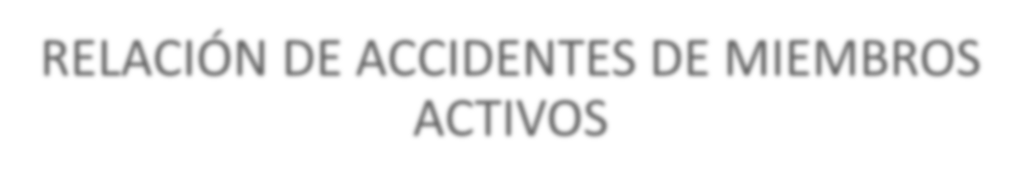 RELACIÓN DE ACCIDENTES DE MIEMBROS
ACTIVOS